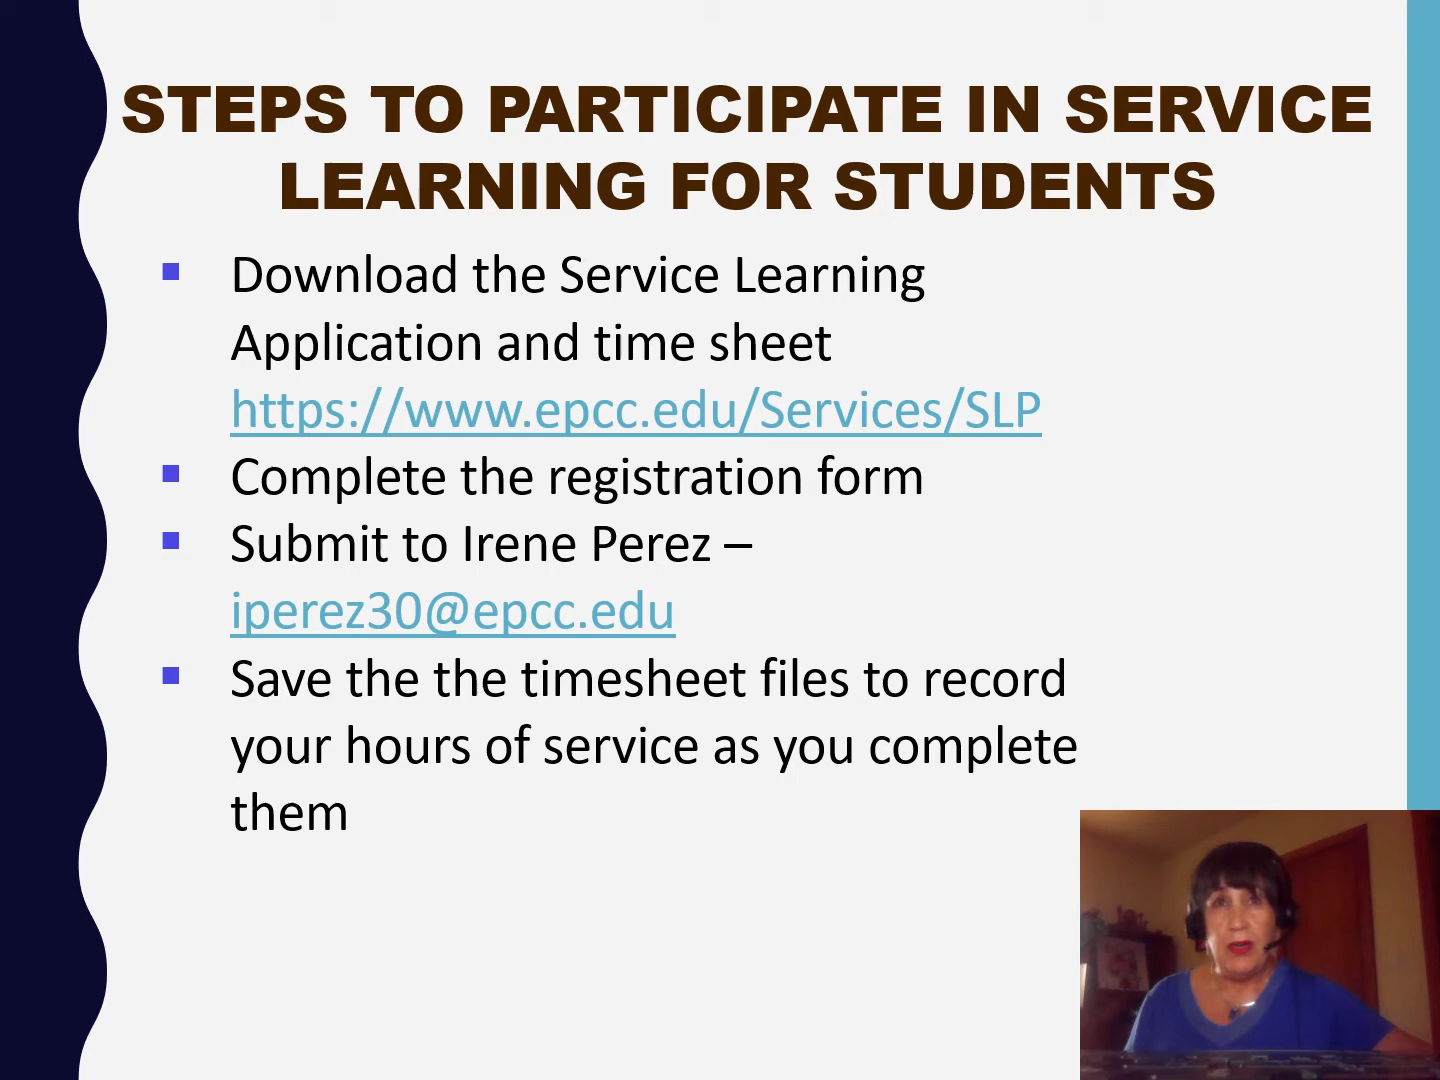 STEPS TO PARTICIPATE IN SERVICE
LEARNING FOR STUDENTS
▪ Download the Service Learning
Application and time sheet
https://www.epcc.edu/Services/SLP
▪ Complete the registration form
▪ Submit to Irene Perez –
iperez30@epcc.edu
▪ Save the the timesheet files to record
your hours of service as you complete
them